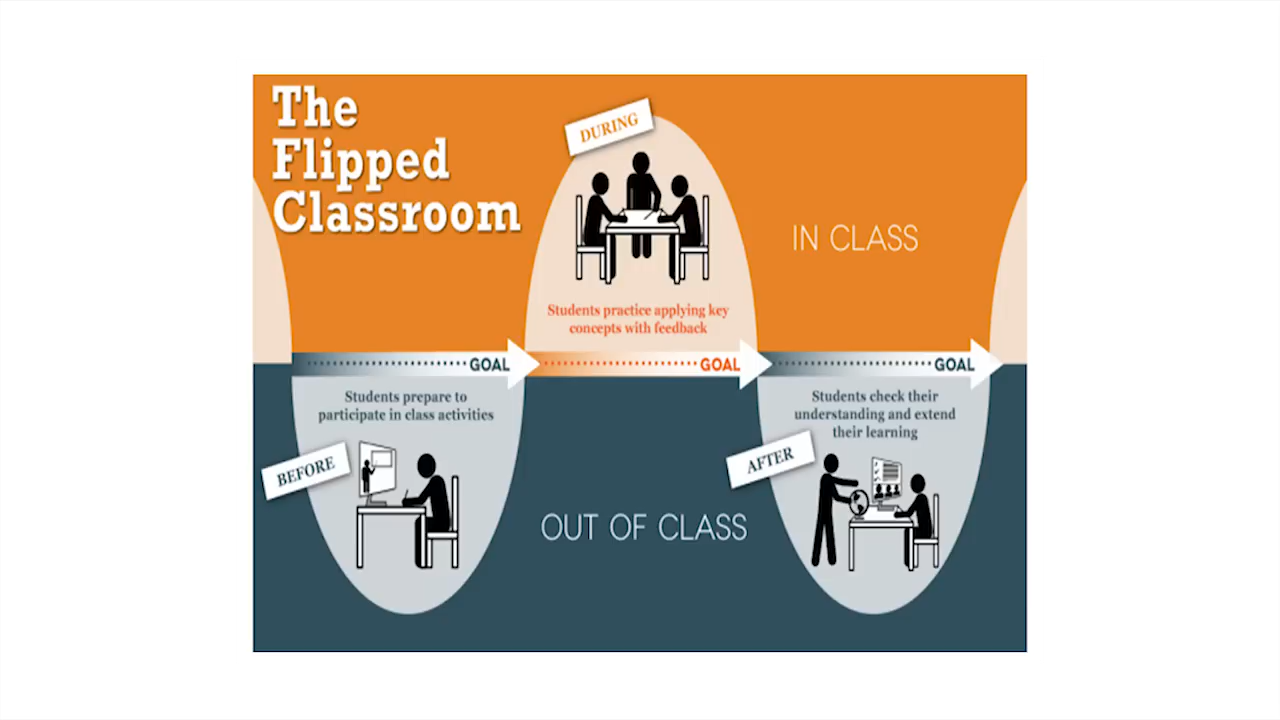 The
Flipped
Classroom
DURING
IN CLASS
Students practice applying key
concepts with feedback
GOAL
GOAL
GOAL
Students prepare to
participate in class activities
BEFORE
Students check their
understanding and extend
their learning
AFTER
OUT OF CLASS